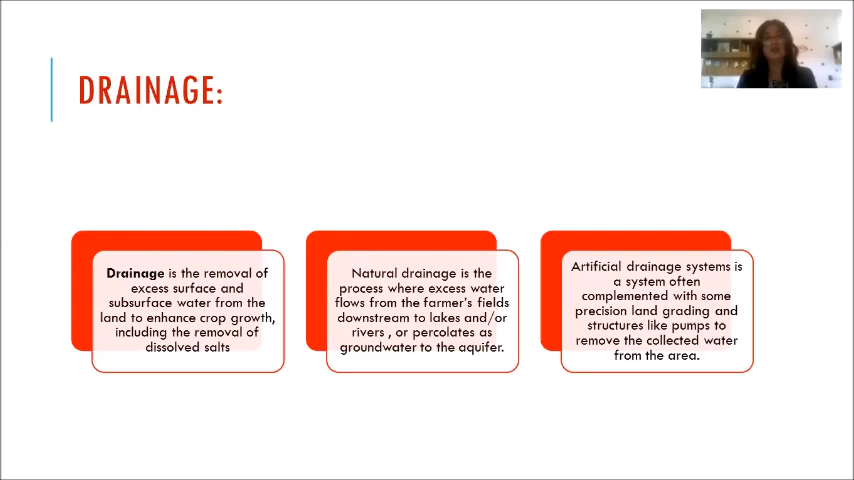 DRAINAGE:
Drainage is the removal of
excess surface and
subsurface water from the
land to enhance crop growth,
including the removal of
dissolved salts
Natural drainage is the
process where excess water
flows from the farmer's fields
downstream to lakes and/or
rivers , or percolates as
groundwater to the aquifer.
Artificial drainage systems is
a system often
complemented with some
precision land grading and
structures like pumps to
remove the collected water
from the area.